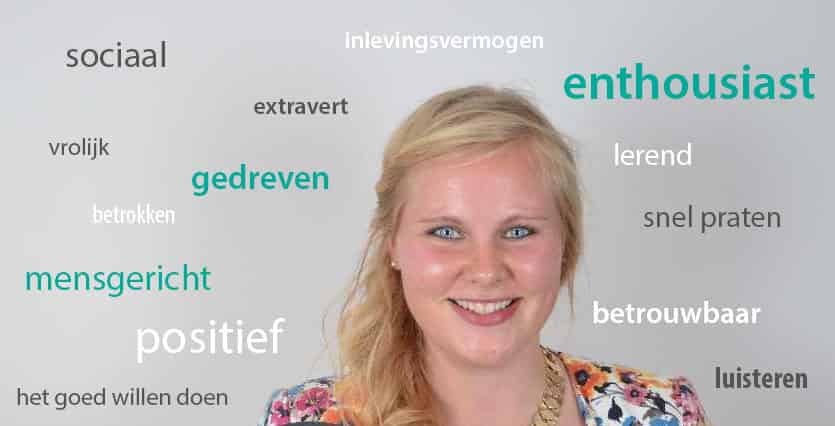 inlevingsvermogen
sociaal
enthousiast
extravert
vrolijk
lerend
gedreven
betrokken
snel praten
mensgericht
betrouwbaar
positief
luisteren
het goed willen doen